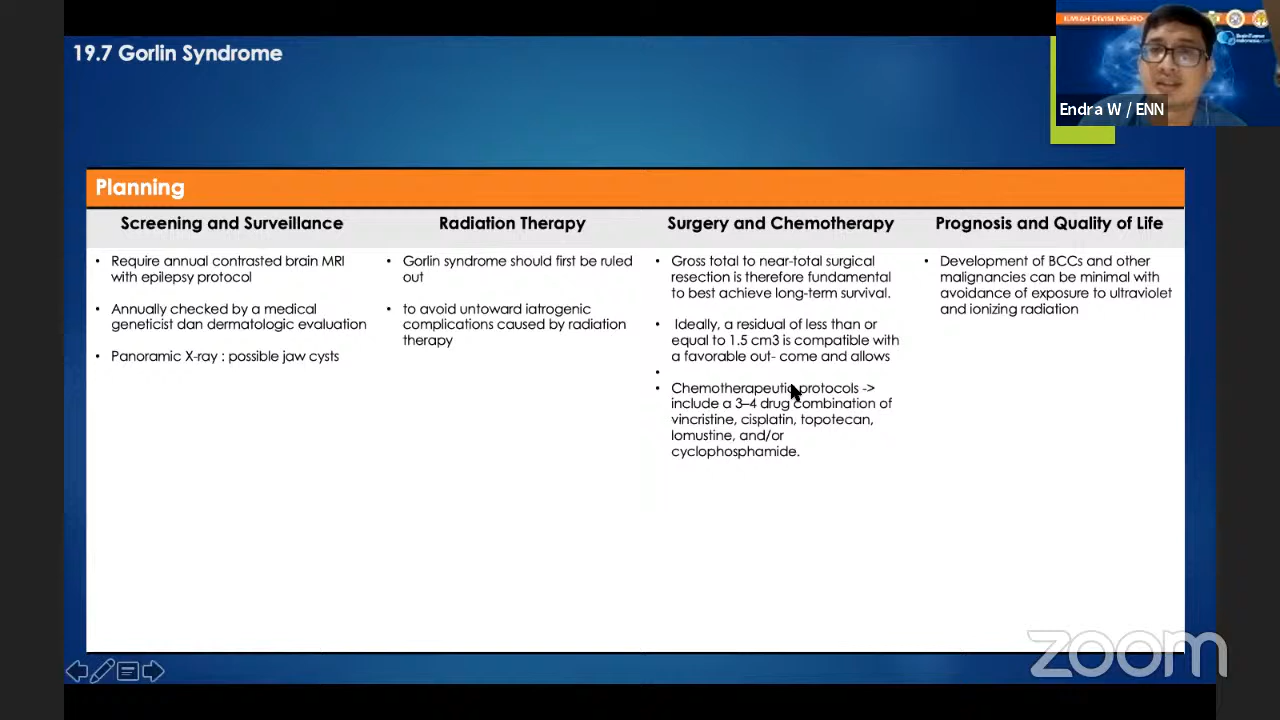 19.7 Gorlin Syndrome
ILMIAH DIVISI NEURO
Endra W / ENN
Planning
Screening and Surveillance
Radiation Therapy
Surgery and Chemotherapy
Prognosis and Quality of Life
• Require annual contrasted brain MRI
with epilepsy protocol
• Annually checked by a medical
geneticist dan dermatologic evaluation
• Panoramic X-ray : possible jaw cysts
• Gorlin syndrome should first be ruled
out
• to avoid untoward iatrogenic
complications caused by radiation
therapy
• Gross total to near-total surgical
resection is therefore fundamental
to best achieve long-term survival.
• Ideally, a residual of less than or
equal to 1.5 cm3 is compatible with
a favorable out- come and allows
•
• Chemotherapeutic protocols ->
include a 3–4 drug combination of
vincristine, cisplatin, topotecan,
lomustine, and/or
cyclophosphamide.
• Development of BCCs and other
malignancies can be minimal with
avoidance of exposure to ultraviolet
and ionizing radiation
zoom